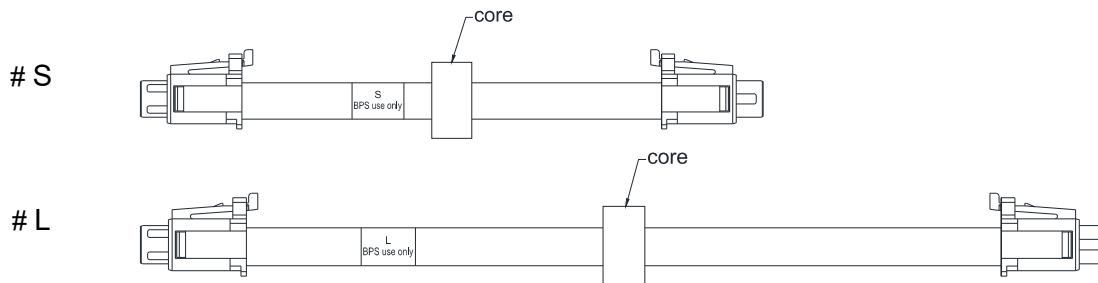 core
# S
S
BPS use only
core
# L
L
BPS use only